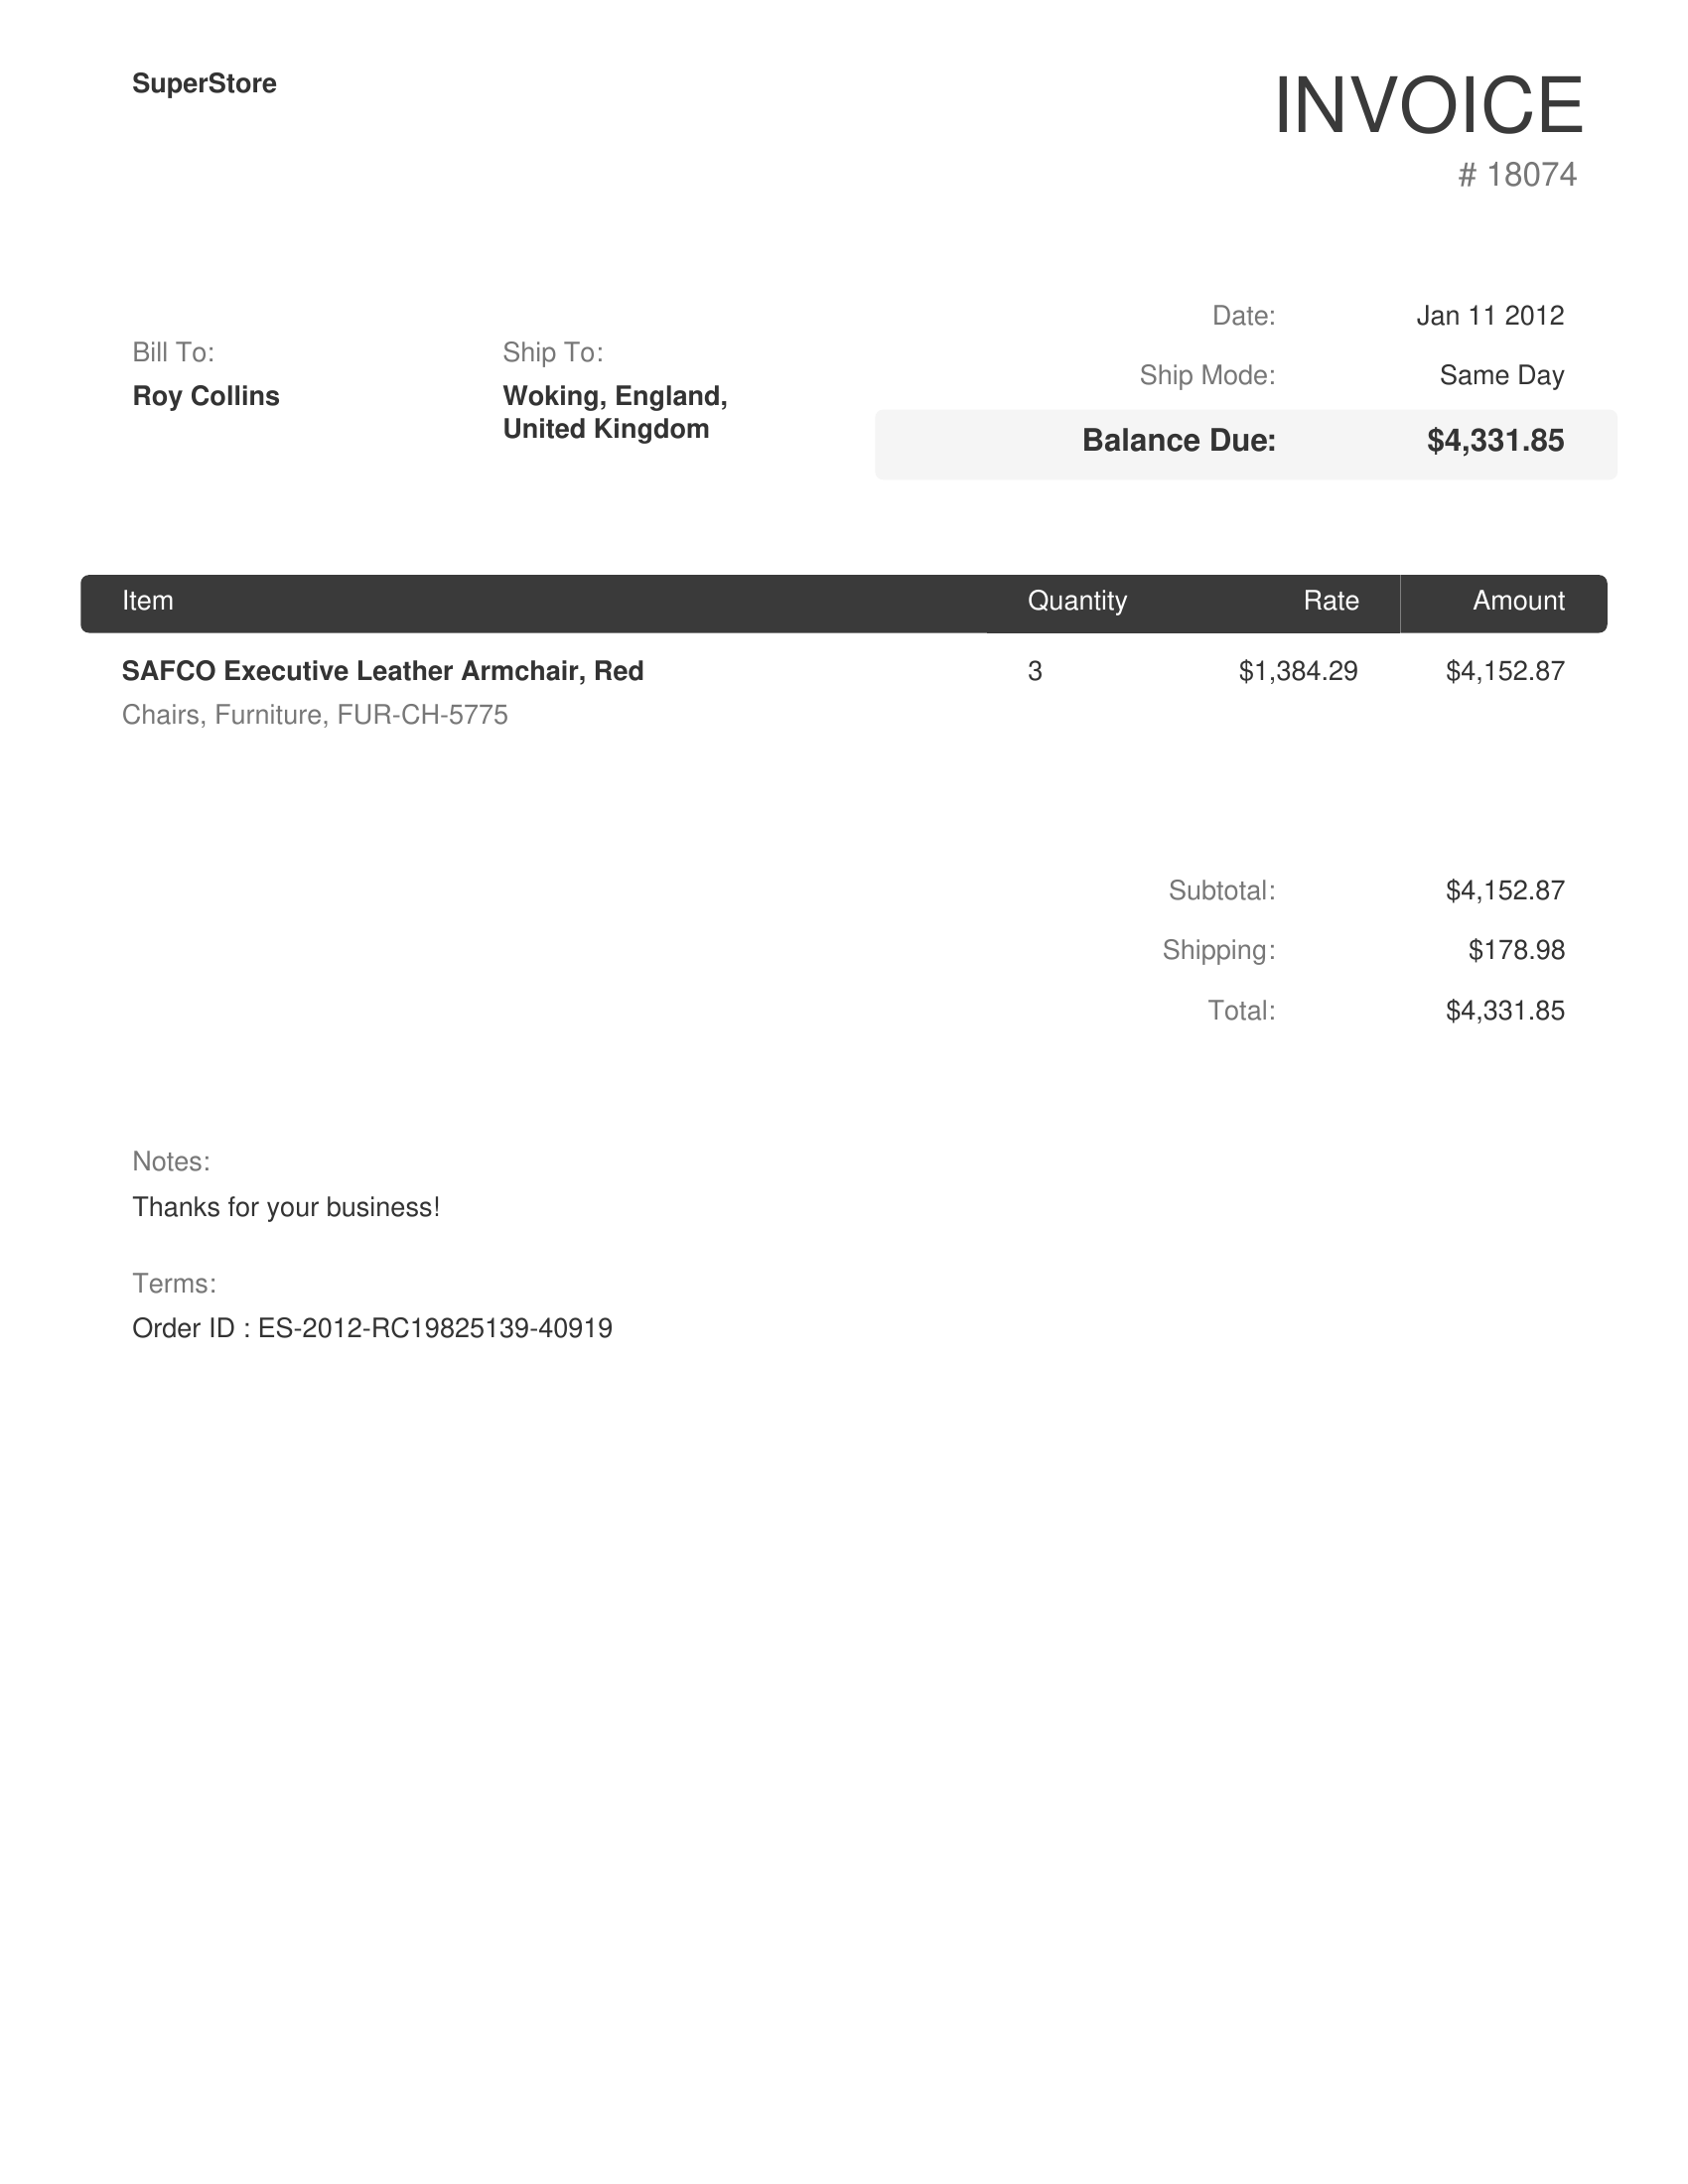 SuperStore
INVOICE
# 18074
Date: Jan 11 2012
Ship Mode: Same Day
Balance Due: $4,331.85
Bill To:
Roy Collins
Ship To:
Woking, England,
United Kingdom
Item Quantity Rate Amount
SAFCO Executive Leather Armchair, Red 3 $1,384.29 $4,152.87
Chairs, Furniture, FUR-CH-5775
Subtotal: $4,152.87
Shipping: $178.98
Total: $4,331.85
Notes:
Thanks for your business!
Terms:
Order ID : ES-2012-RC19825139-40919